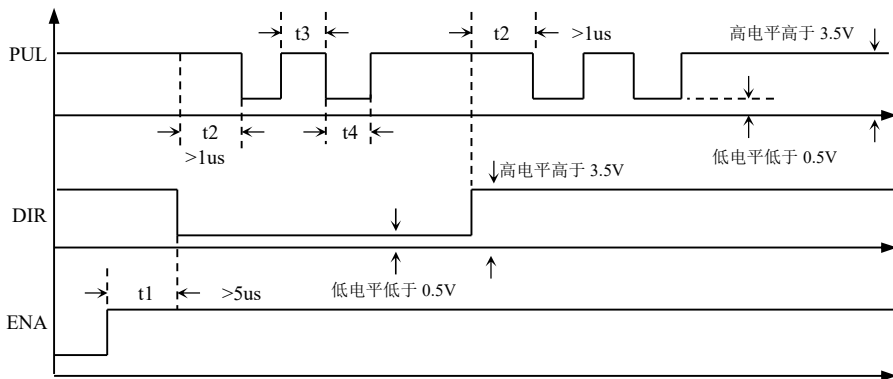 t3
t2
>1us
高电平高于 3.5V
PUL
t2
t4
>1us
低电平低于 0.5V
高电平高于 3.5V
DIR
t1
>5us
低电平低于 0.5V
ENA